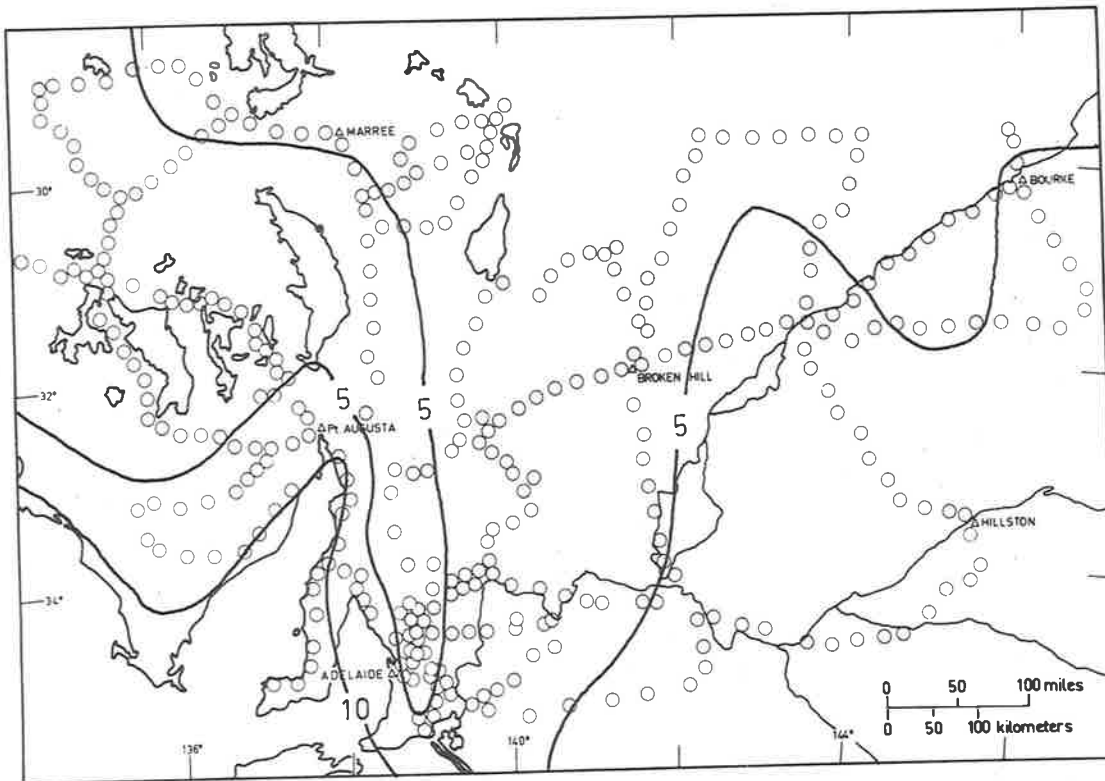 MARREE
30°
BOURKE
BROKEN HILL
32°
5
5
5
Pt. AUGUSTA
HILLSTON
34°
ADELAIDE
10
0 50 100 miles
0 50 100 kilometers
136°
140°
144°